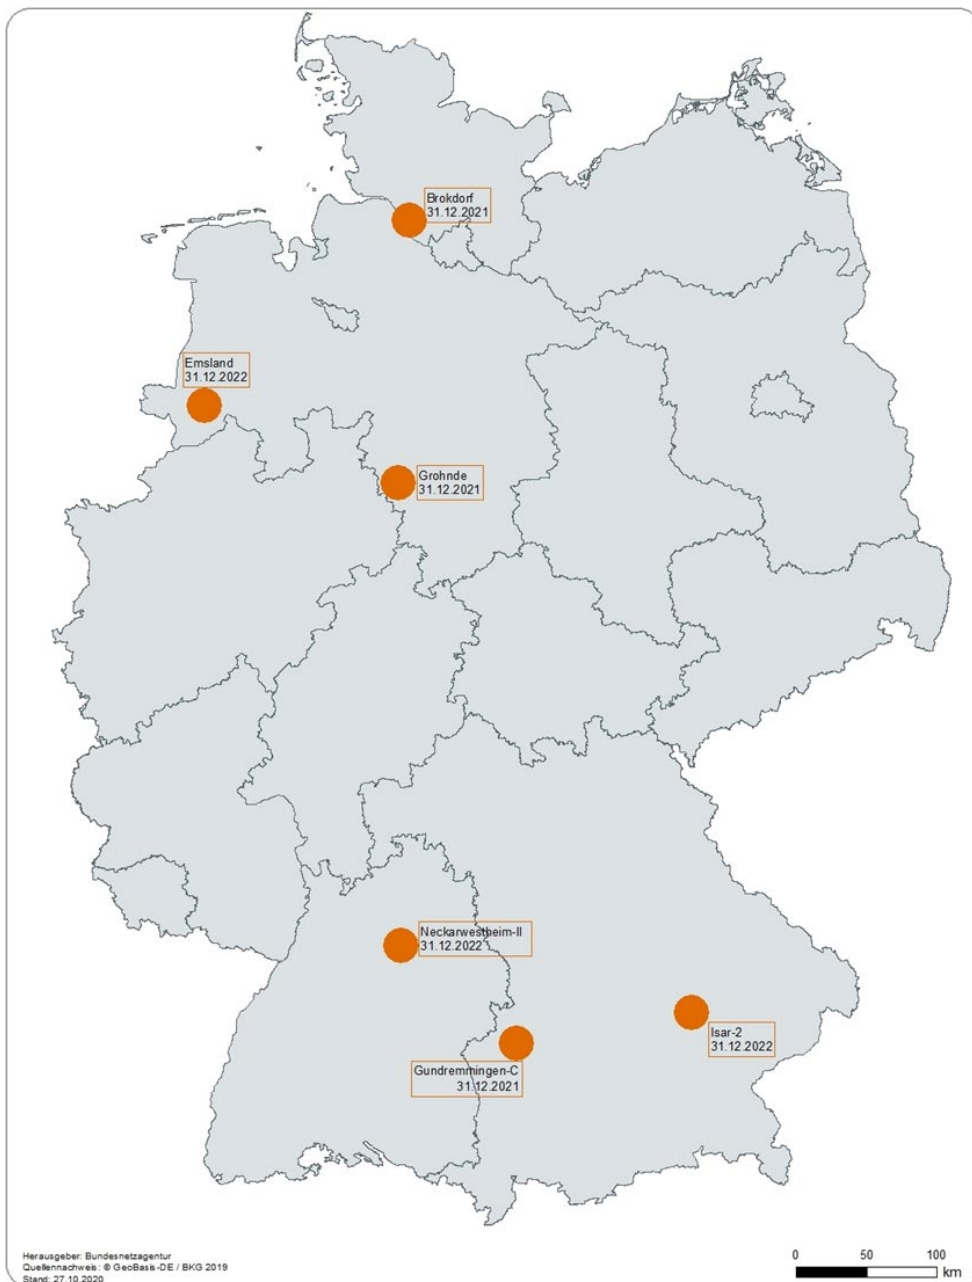 Brokdorf
31.12.2021
Emsland
31.12.2022
Grohnde
31.12.2021
Neckarwestheim-II
31.12.2022
Isar-2
31.12.2022
Gundremmingen-C
31.12.2021
Herausgeber: Bundesnetzagentur
Quellennachweis: © GeoBasis-DE / BKG 2019
Stand: 27.10.2020
0 50 100
km